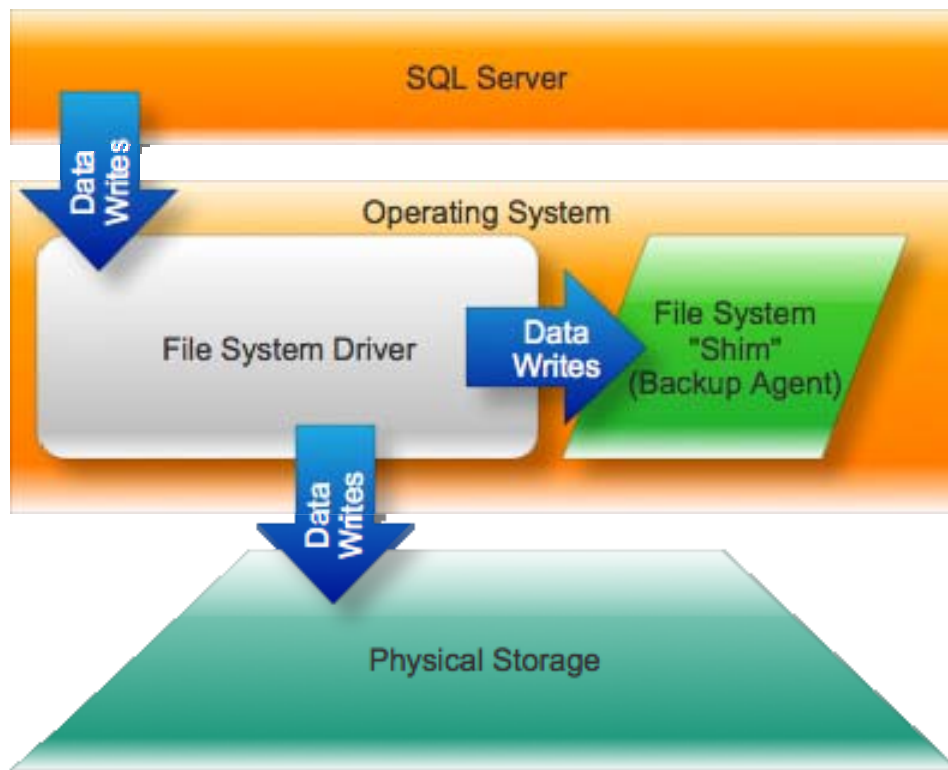 SQL Server
Data
Writes
Operating System
File System Driver
Data
Writes
File System
"Shim"
(Backup Agent)
Data
Writes
Physical Storage